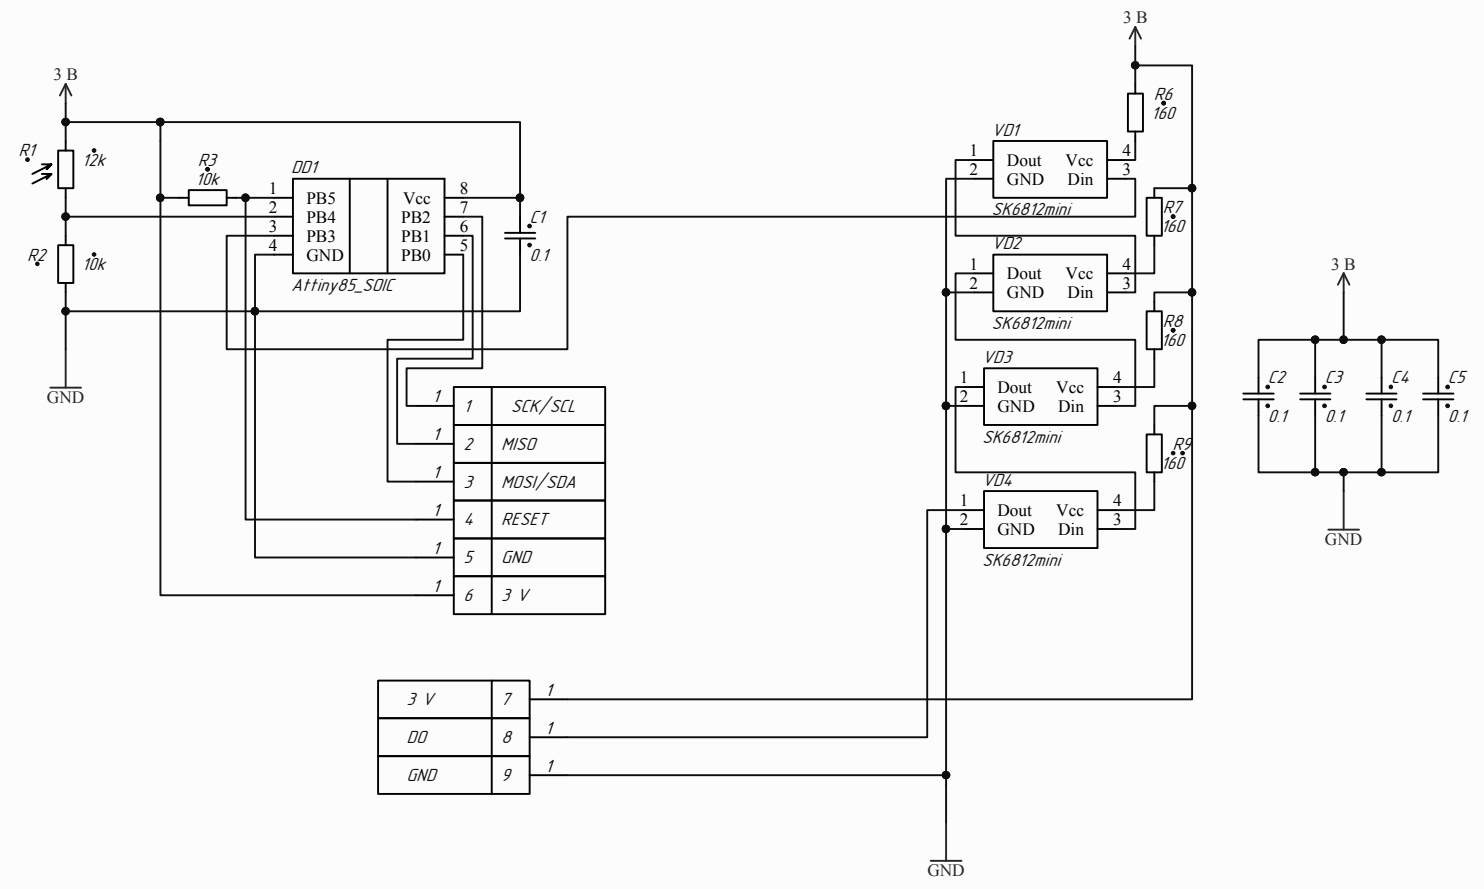 3 В
R1
12k
R2
10k
R3
10k
DD1
1 PB5 Vcc 8
2 PB4 PB2 7
3 PB3 PB1 6
4 GND PB0 5
Attiny85_SOIC
C1
0.1
GND
1 1 SCK/SCL
1 2 MISO
1 3 MOSI/SDA
1 4 RESET
1 5 GND
1 6 3 V
3 V 7 1
DO 8 1
GND 9 1
3 В
R6
160
VD1
1 Dout Vcc 4
2 GND Din 3
SK6812mini
R7
160
VD2
1 Dout Vcc 4
2 GND Din 3
SK6812mini
R8
160
VD3
1 Dout Vcc 4
2 GND Din 3
SK6812mini
R9
160
VD4
1 Dout Vcc 4
2 GND Din 3
SK6812mini
GND
3 В
C2 C3 C4 C5
0.1 0.1 0.1 0.1
GND